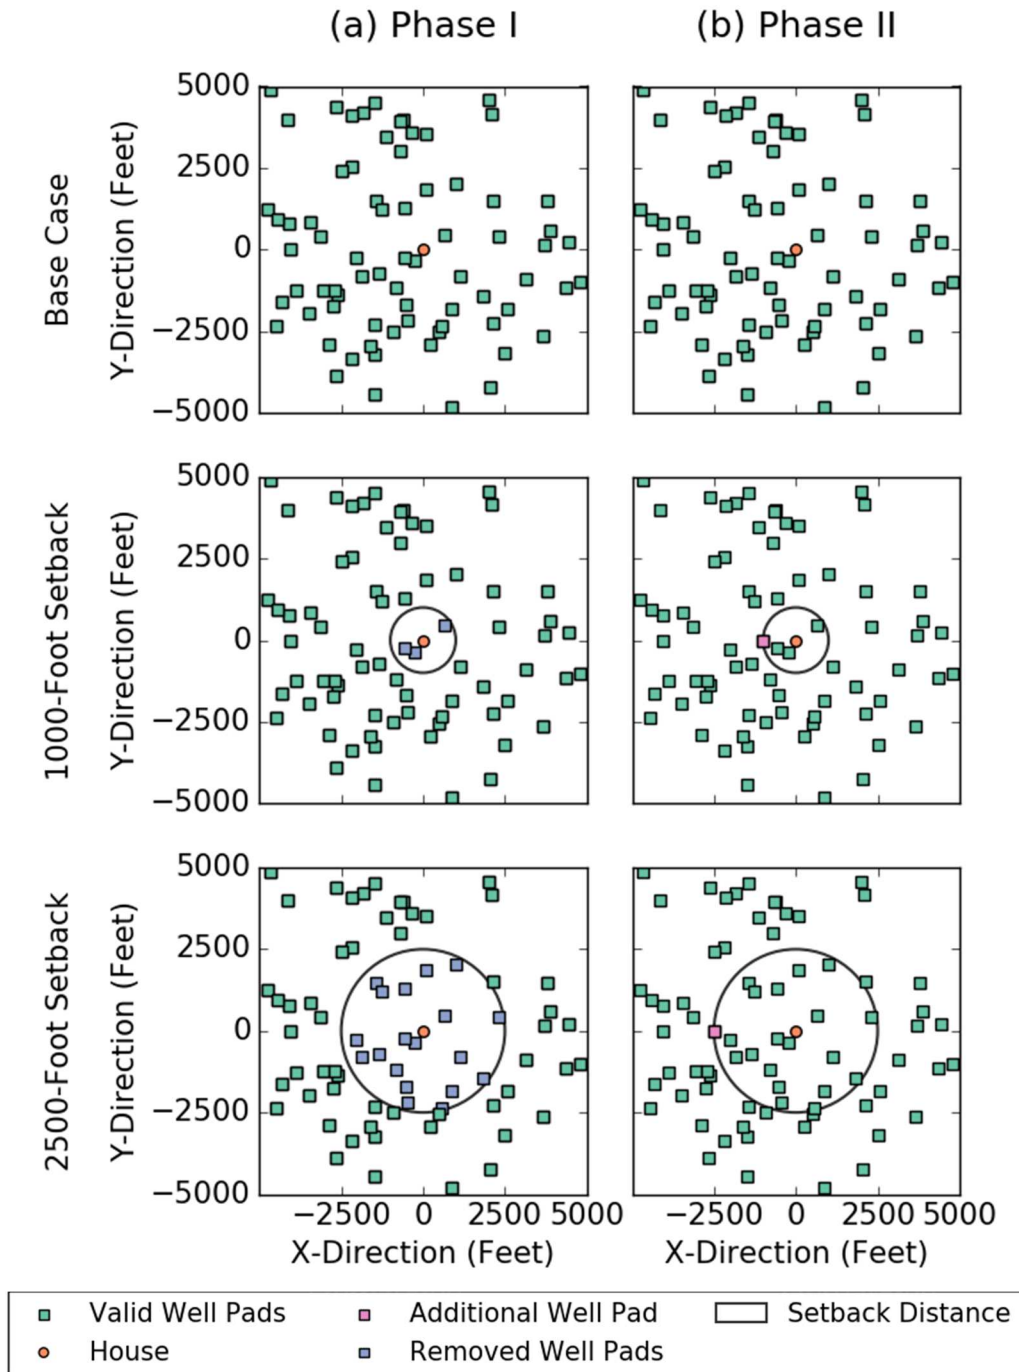 (a) Phase I
(b) Phase II
Base Case
Y-Direction (Feet)
5000
2500
0
−2500
−5000
1000-Foot Setback
Y-Direction (Feet)
5000
2500
0
−2500
−5000
2500-Foot Setback
Y-Direction (Feet)
5000
2500
0
−2500
−5000
−2500 0 2500 5000
−2500 0 2500 5000
X-Direction (Feet)
X-Direction (Feet)
Valid Well Pads
Additional Well Pad
Setback Distance
House
Removed Well Pads